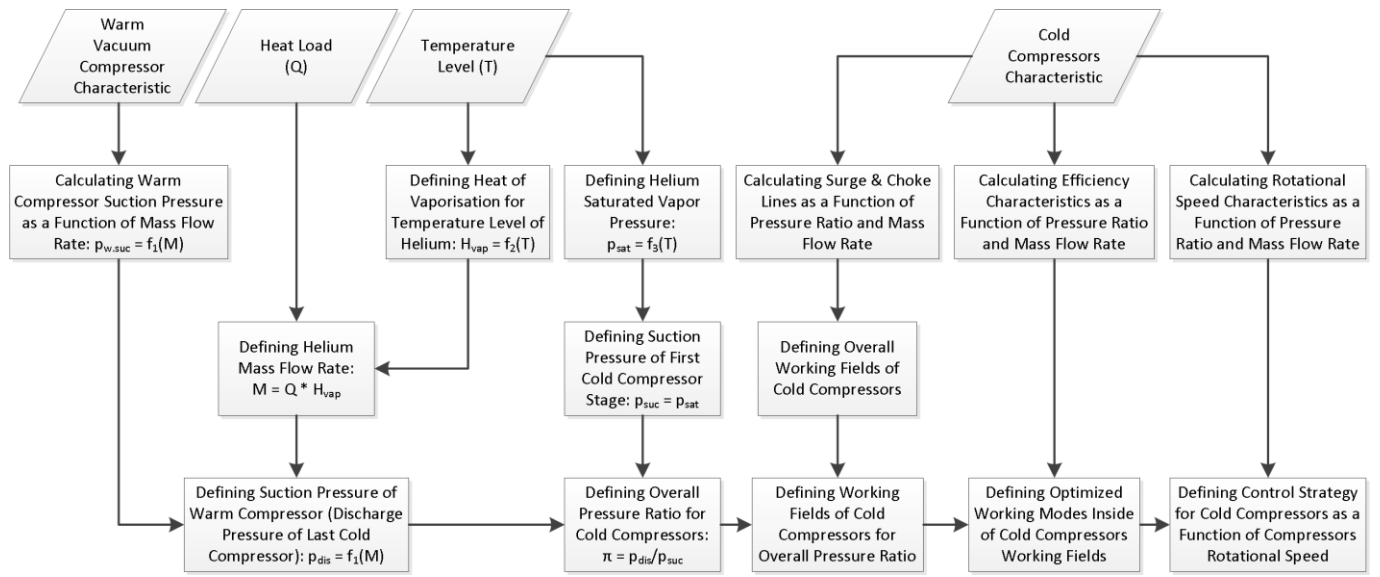 Warm
Vacuum
Compressor
Characteristic
Heat Load
(Q)
Temperature
Level (T)
Cold
Compressors
Characteristic
Calculating Warm
Compressor Suction Pressure
as a Function of Mass Flow
Rate: pw.suc = f1(M)
Defining Heat of
Vaporisation for
Temperature Level of
Helium: Hvap = f2(T)
Defining Helium
Saturated Vapor
Pressure:
psat = f3(T)
Calculating Surge & Choke
Lines as a Function of
Pressure Ratio and Mass
Flow Rate
Calculating Efficiency
Characteristics as a
Function of Pressure Ratio
and Mass Flow Rate
Calculating Rotational
Speed Characteristics as a
Function of Pressure
Ratio and Mass Flow Rate
Defining Helium
Mass Flow Rate:
M = Q * Hvap
Defining Suction
Pressure of First
Cold Compressor
Stage: psuc = psat
Defining Overall
Working Fields of
Cold Compressors
Defining Suction Pressure of
Warm Compressor (Discharge
Pressure of Last Cold
Compressor): pdis = f1(M)
Defining Overall
Pressure Ratio for
Cold Compressors:
π = pdis/psuc
Defining Working
Fields of Cold
Compressors for
Overall Pressure Ratio
Defining Optimized
Working Modes Inside
of Cold Compressors
Working Fields
Defining Control Strategy
for Cold Compressors as a
Function of Compressors
Rotational Speed